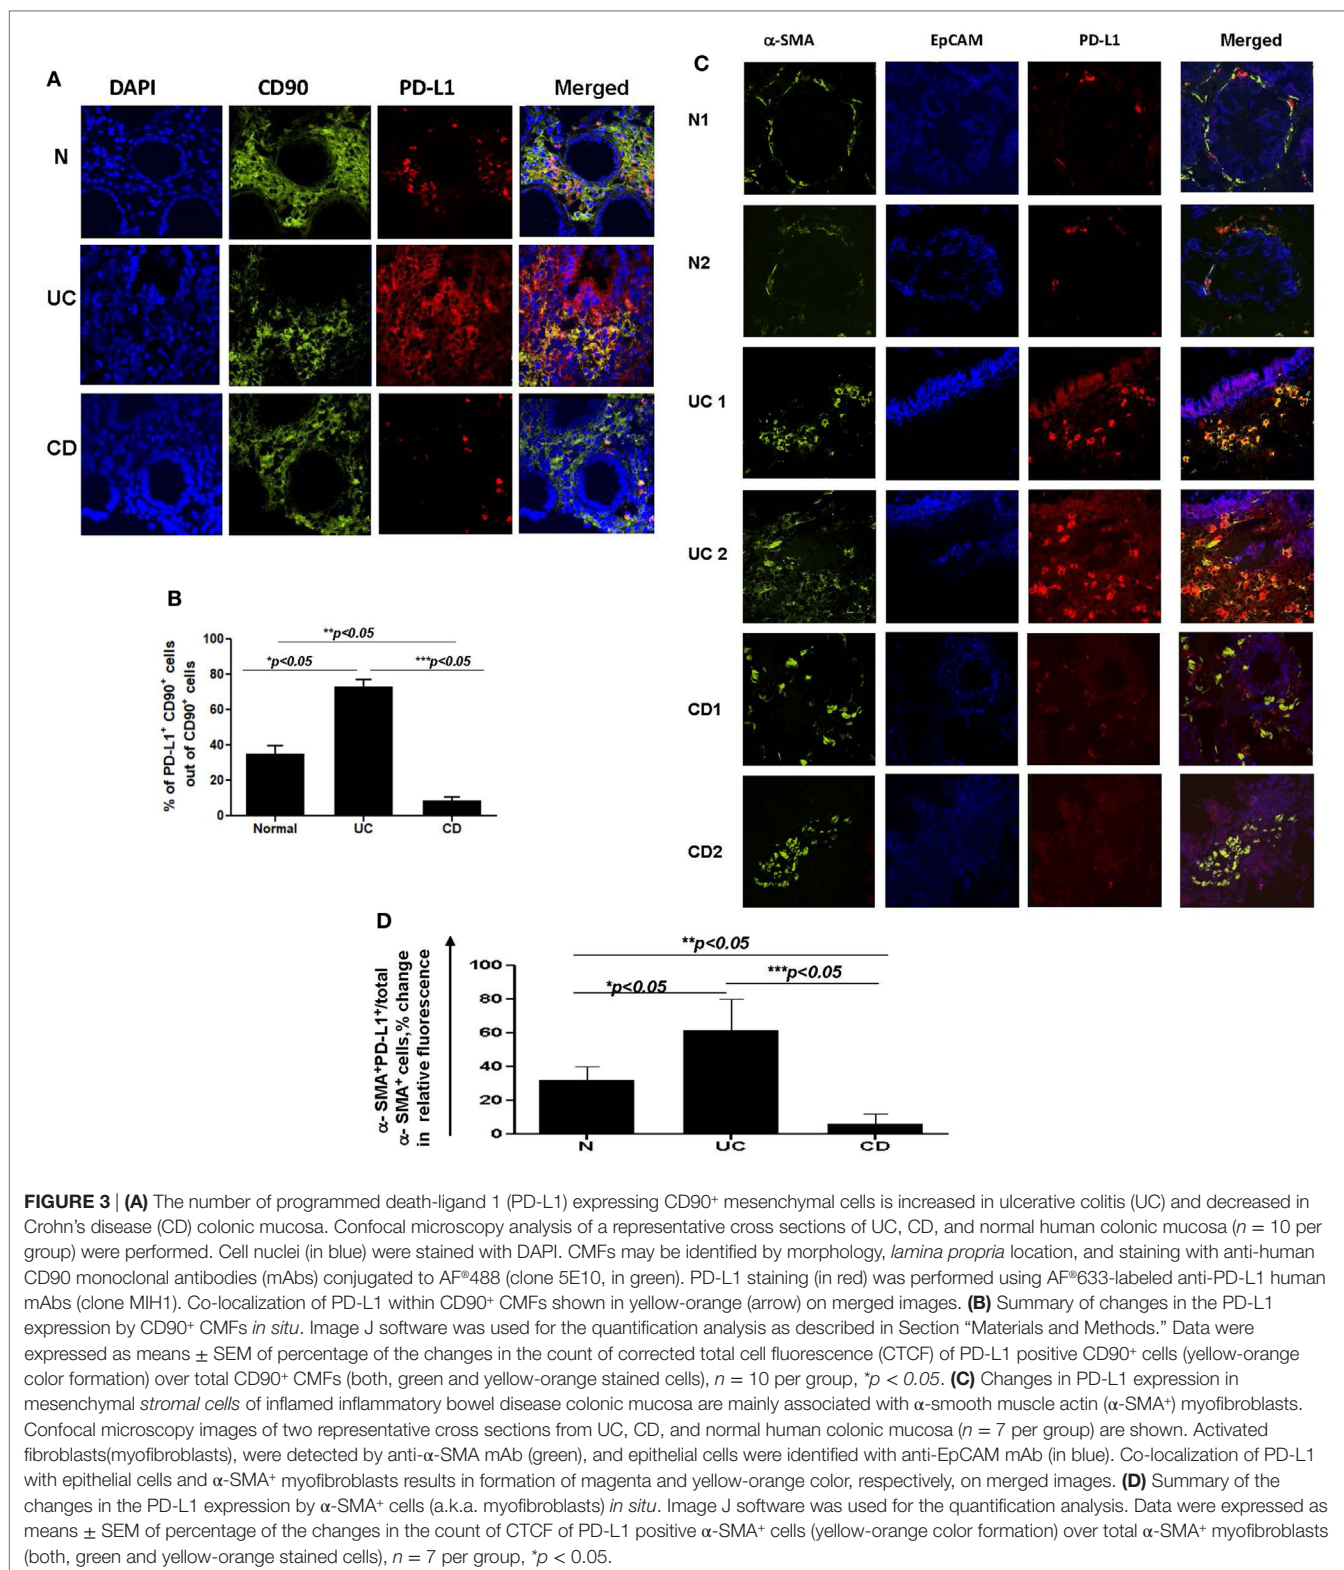 A
DAPI CD90 PD-L1 Merged
N
UC
CD
B
% of PD-L1⁺ CD90⁺ cells
out of CD90⁺ cells
100
80
60
40
20
0
**p<0.05
*p<0.05
***p<0.05
Normal UC CD
C
α-SMA EpCAM PD-L1 Merged
N1
N2
UC 1
UC 2
CD1
CD2
D
α- SMA⁺PD-L1⁺/total
α- SMA⁺ cells,% change
in relative fluorescence
100
80
60
40
20
0
**p<0.05
*p<0.05
***p<0.05
N UC CD
FIGURE 3 | (A) The number of programmed death-ligand 1 (PD-L1) expressing CD90⁺ mesenchymal cells is increased in ulcerative colitis (UC) and decreased in
Crohn’s disease (CD) colonic mucosa. Confocal microscopy analysis of a representative cross sections of UC, CD, and normal human colonic mucosa (n = 10 per
group) were performed. Cell nuclei (in blue) were stained with DAPI. CMFs may be identified by morphology, lamina propria location, and staining with anti-human
CD90 monoclonal antibodies (mAbs) conjugated to AF®488 (clone 5E10, in green). PD-L1 staining (in red) was performed using AF®633-labeled anti-PD-L1 human
mAbs (clone MIH1). Co-localization of PD-L1 within CD90⁺ CMFs shown in yellow-orange (arrow) on merged images. (B) Summary of changes in the PD-L1
expression by CD90⁺ CMFs in situ. Image J software was used for the quantification analysis as described in Section “Materials and Methods.” Data were
expressed as means ± SEM of percentage of the changes in the count of corrected total cell fluorescence (CTCF) of PD-L1 positive CD90⁺ cells (yellow-orange
color formation) over total CD90⁺ CMFs (both, green and yellow-orange stained cells), n = 10 per group, *p < 0.05. (C) Changes in PD-L1 expression in
mesenchymal stromal cells of inflamed inflammatory bowel disease colonic mucosa are mainly associated with α-smooth muscle actin (α-SMA⁺) myofibroblasts.
Confocal microscopy images of two representative cross sections from UC, CD, and normal human colonic mucosa (n = 7 per group) are shown. Activated
fibroblasts(myofibroblasts), were detected by anti-α-SMA mAb (green), and epithelial cells were identified with anti-EpCAM mAb (in blue). Co-localization of PD-L1
with epithelial cells and α-SMA⁺ myofibroblasts results in formation of magenta and yellow-orange color, respectively, on merged images. (D) Summary of the
changes in the PD-L1 expression by α-SMA⁺ cells (a.k.a. myofibroblasts) in situ. Image J software was used for the quantification analysis. Data were expressed as
means ± SEM of percentage of the changes in the count of CTCF of PD-L1 positive α-SMA⁺ cells (yellow-orange color formation) over total α-SMA⁺ myofibroblasts
(both, green and yellow-orange stained cells), n = 7 per group, *p < 0.05.